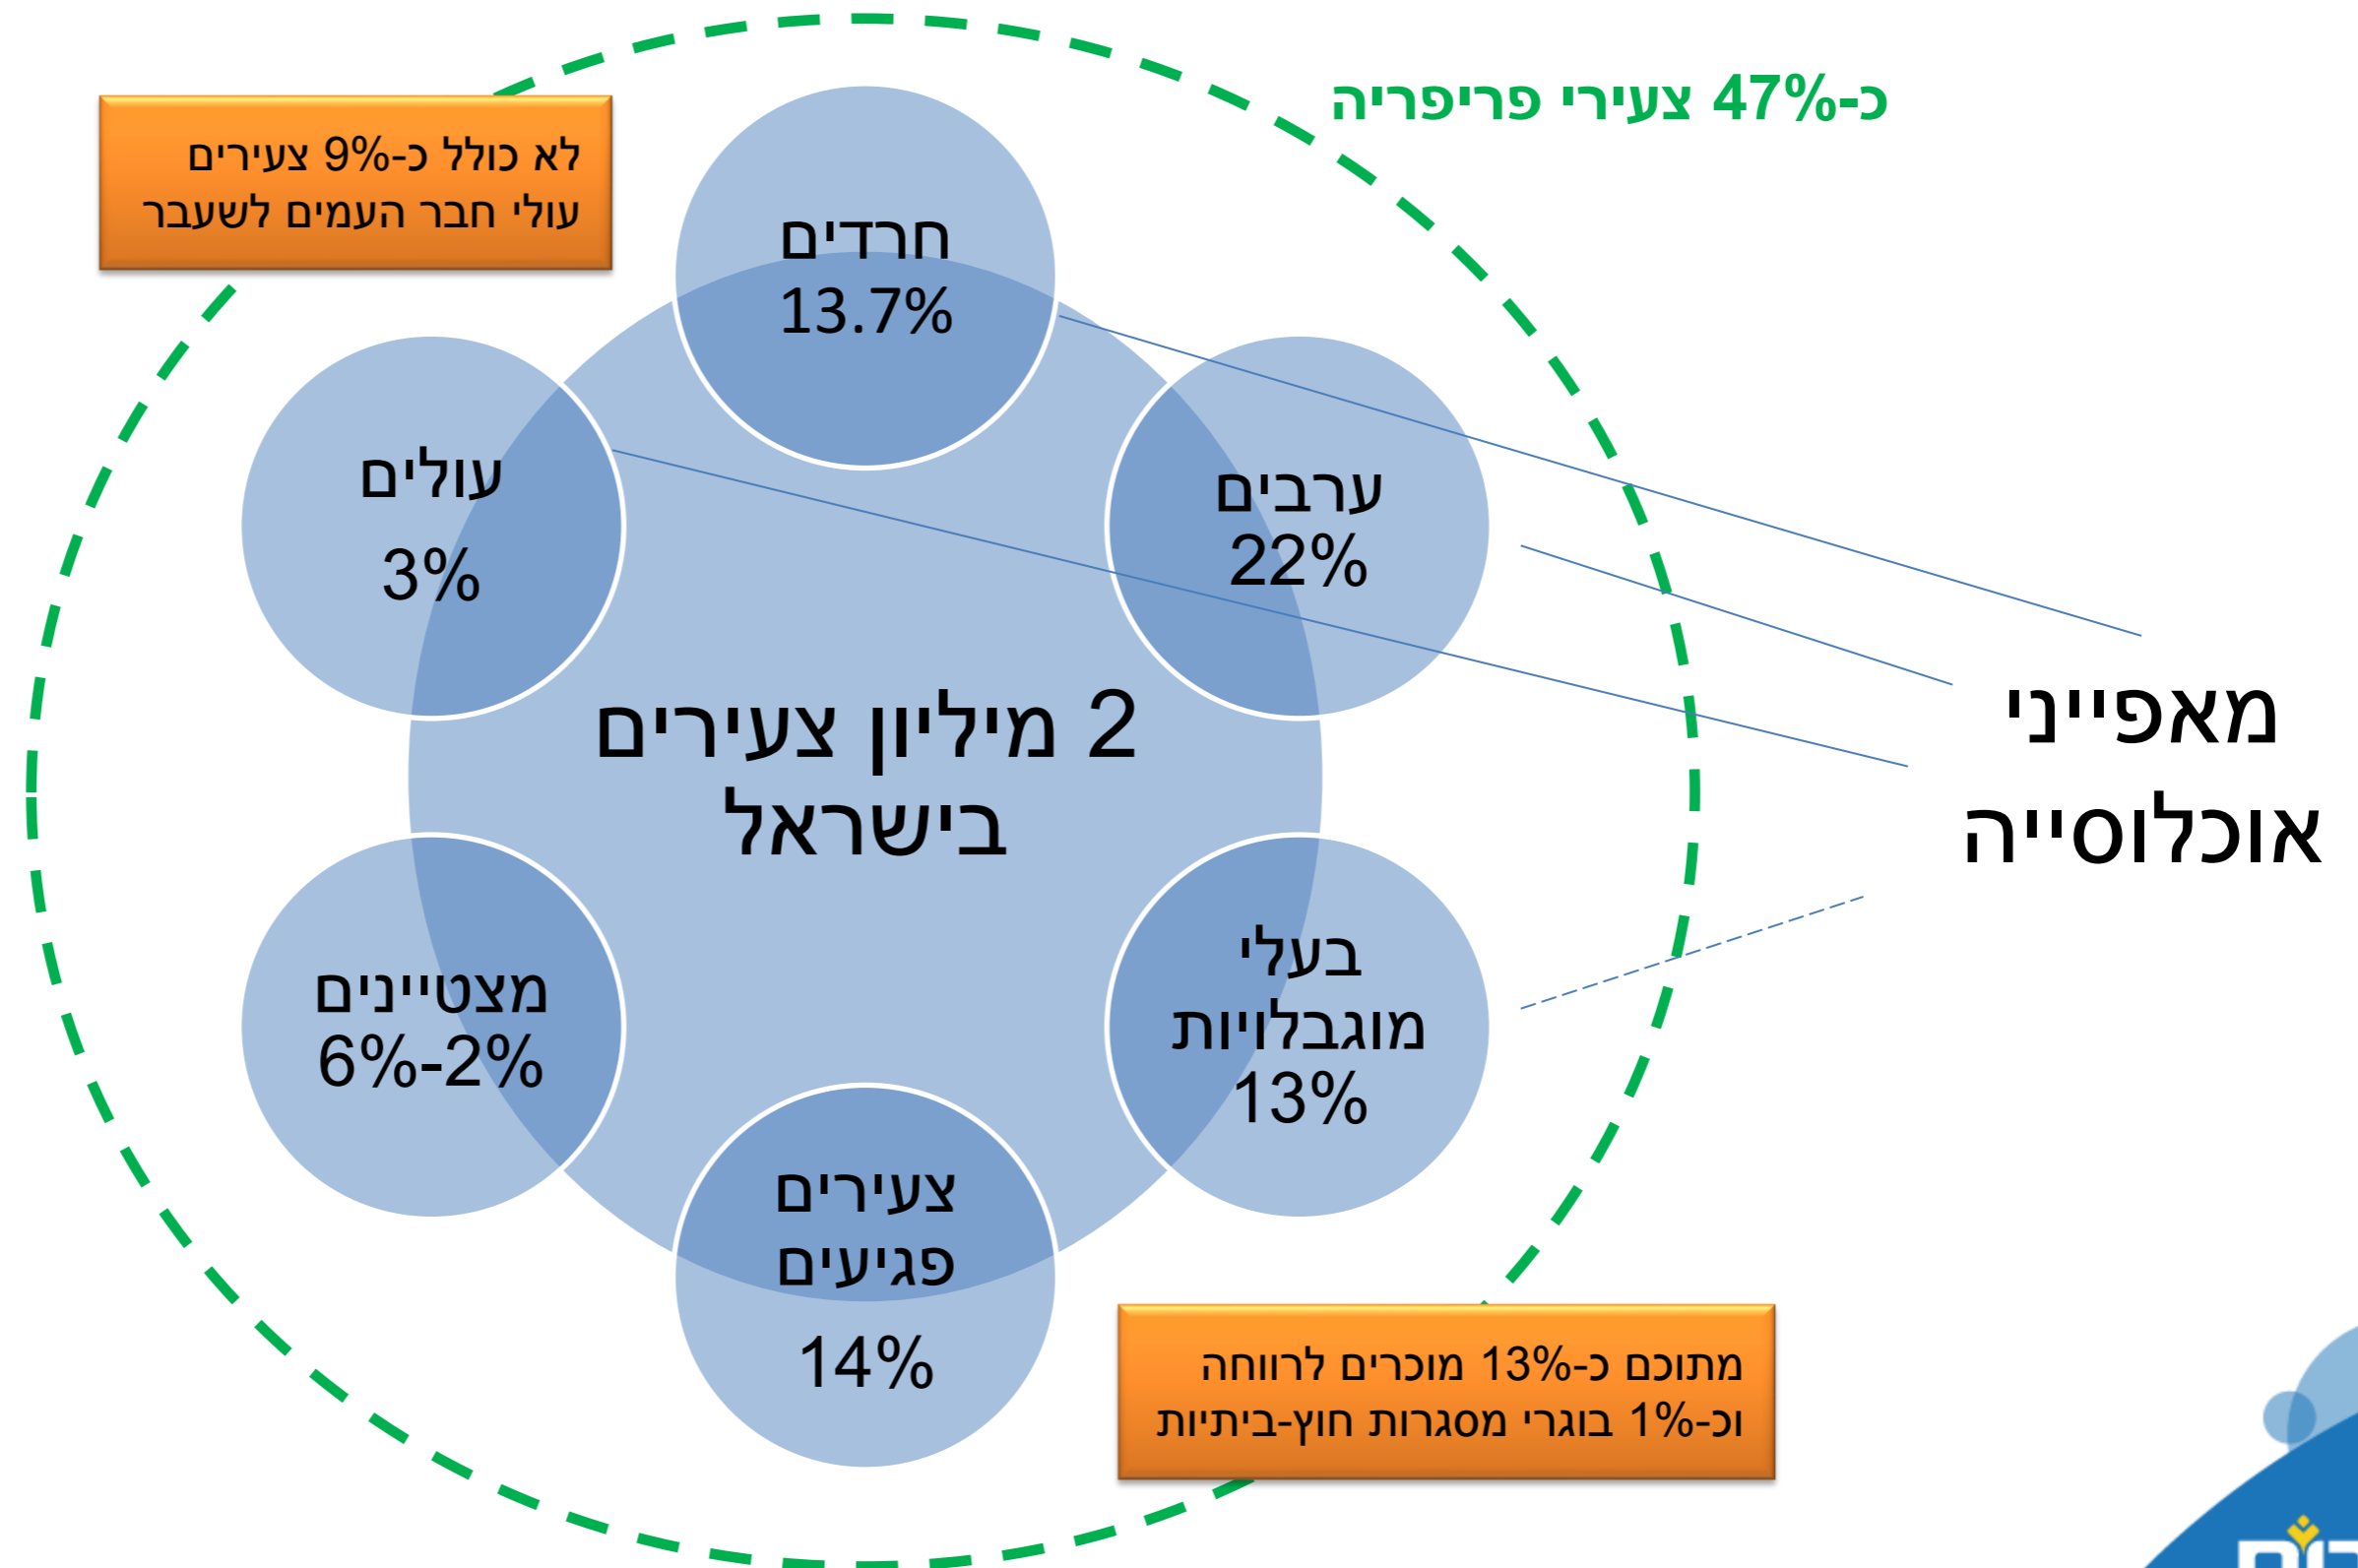 כ-47% צעירי פריפריה
לא כולל כ-9% צעירים
עולי חבר העמים לשעבר
חרדים
13.7%
ערבים
22%
עולים
3%
2 מיליון צעירים
בישראל
מאפייני
אוכלוסייה
בעלי
מוגבלויות
13%
מצטיינים
6%-2%
צעירים
פגיעים
14%
מתוכם כ-13% מוכרים לרווחה
וכ-1% בוגרי מסגרות חוץ-ביתיות